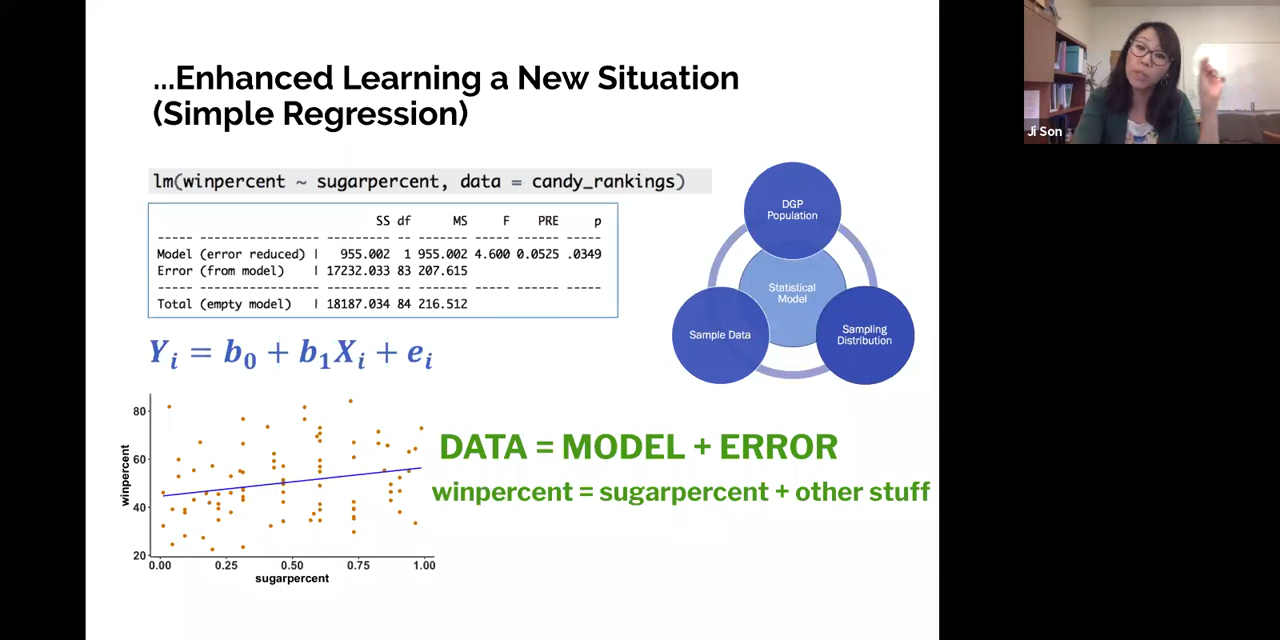 ...Enhanced Learning a New Situation
(Simple Regression)
lm(winpercent ~ sugarpercent, data = candy_rankings)
SS df MS F PRE p
----- ----------------- --------- -- ------- ----- ------ -----
Model (error reduced) | 955.002 1 955.002 4.600 0.0525 .0349
Error (from model) | 17232.033 83 207.615
----- ----------------- --------- -- ------- ----- ------ -----
Total (empty model) | 18187.034 84 216.512
Yᵢ = b₀ + b₁Xᵢ + eᵢ
DGP
Population
Statistical
Model
Sample Data
Sampling
Distribution
DATA = MODEL + ERROR
winpercent = sugarpercent + other stuff
winpercent
80
60
40
20
0.00 0.25 0.50 0.75 1.00
sugarpercent
Ji Son